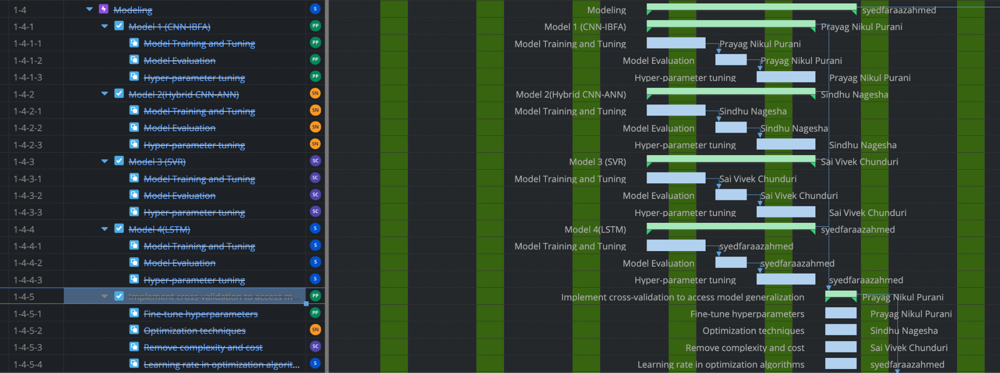 1-4 Modeling S Modeling syedfaraazahmed
1-4-1 Model 1 (CNN-IBFA) PP Model 1 (CNN-IBFA) Prayag Nikul Purani
1-4-1-1 Model Training and Tuning PP Model Training and Tuning Prayag Nikul Purani
1-4-1-2 Model Evaluation PP Model Evaluation Prayag Nikul Purani
1-4-1-3 Hyper-parameter tuning PP Hyper-parameter tuning Prayag Nikul Purani
1-4-2 Model 2(Hybrid CNN-ANN) SN Model 2(Hybrid CNN-ANN) Sindhu Nagesha
1-4-2-1 Model Training and Tuning SN Model Training and Tuning Sindhu Nagesha
1-4-2-2 Model Evaluation SN Model Evaluation Sindhu Nagesha
1-4-2-3 Hyper-parameter tuning SN Hyper-parameter tuning Sindhu Nagesha
1-4-3 Model 3 (SVR) SC Model 3 (SVR) Sai Vivek Chunduri
1-4-3-1 Model Training and Tuning SC Model Training and Tuning Sai Vivek Chunduri
1-4-3-2 Model Evaluation SC Model Evaluation Sai Vivek Chunduri
1-4-3-3 Hyper-parameter tuning SC Hyper-parameter tuning Sai Vivek Chunduri
1-4-4 Model 4(LSTM) S Model 4(LSTM) syedfaraazahmed
1-4-4-1 Model Training and Tuning S Model Training and Tuning syedfaraazahmed
1-4-4-2 Model Evaluation S Model Evaluation syedfaraazahmed
1-4-4-3 Hyper-parameter tuning S Hyper-parameter tuning syedfaraazahmed
1-4-5 Implement cross-validation to access m... PP Implement cross-validation to access model generalization Prayag Nikul Purani
1-4-5-1 Fine-tune hyperparameters PP Fine-tune hyperparameters Prayag Nikul Purani
1-4-5-2 Optimization techniques SN Optimization techniques Sindhu Nagesha
1-4-5-3 Remove complexity and cost SC Remove complexity and cost Sai Vivek Chunduri
1-4-5-4 Learning rate in optimization algorit... S Learning rate in optimization algorithms syedfaraazahmed